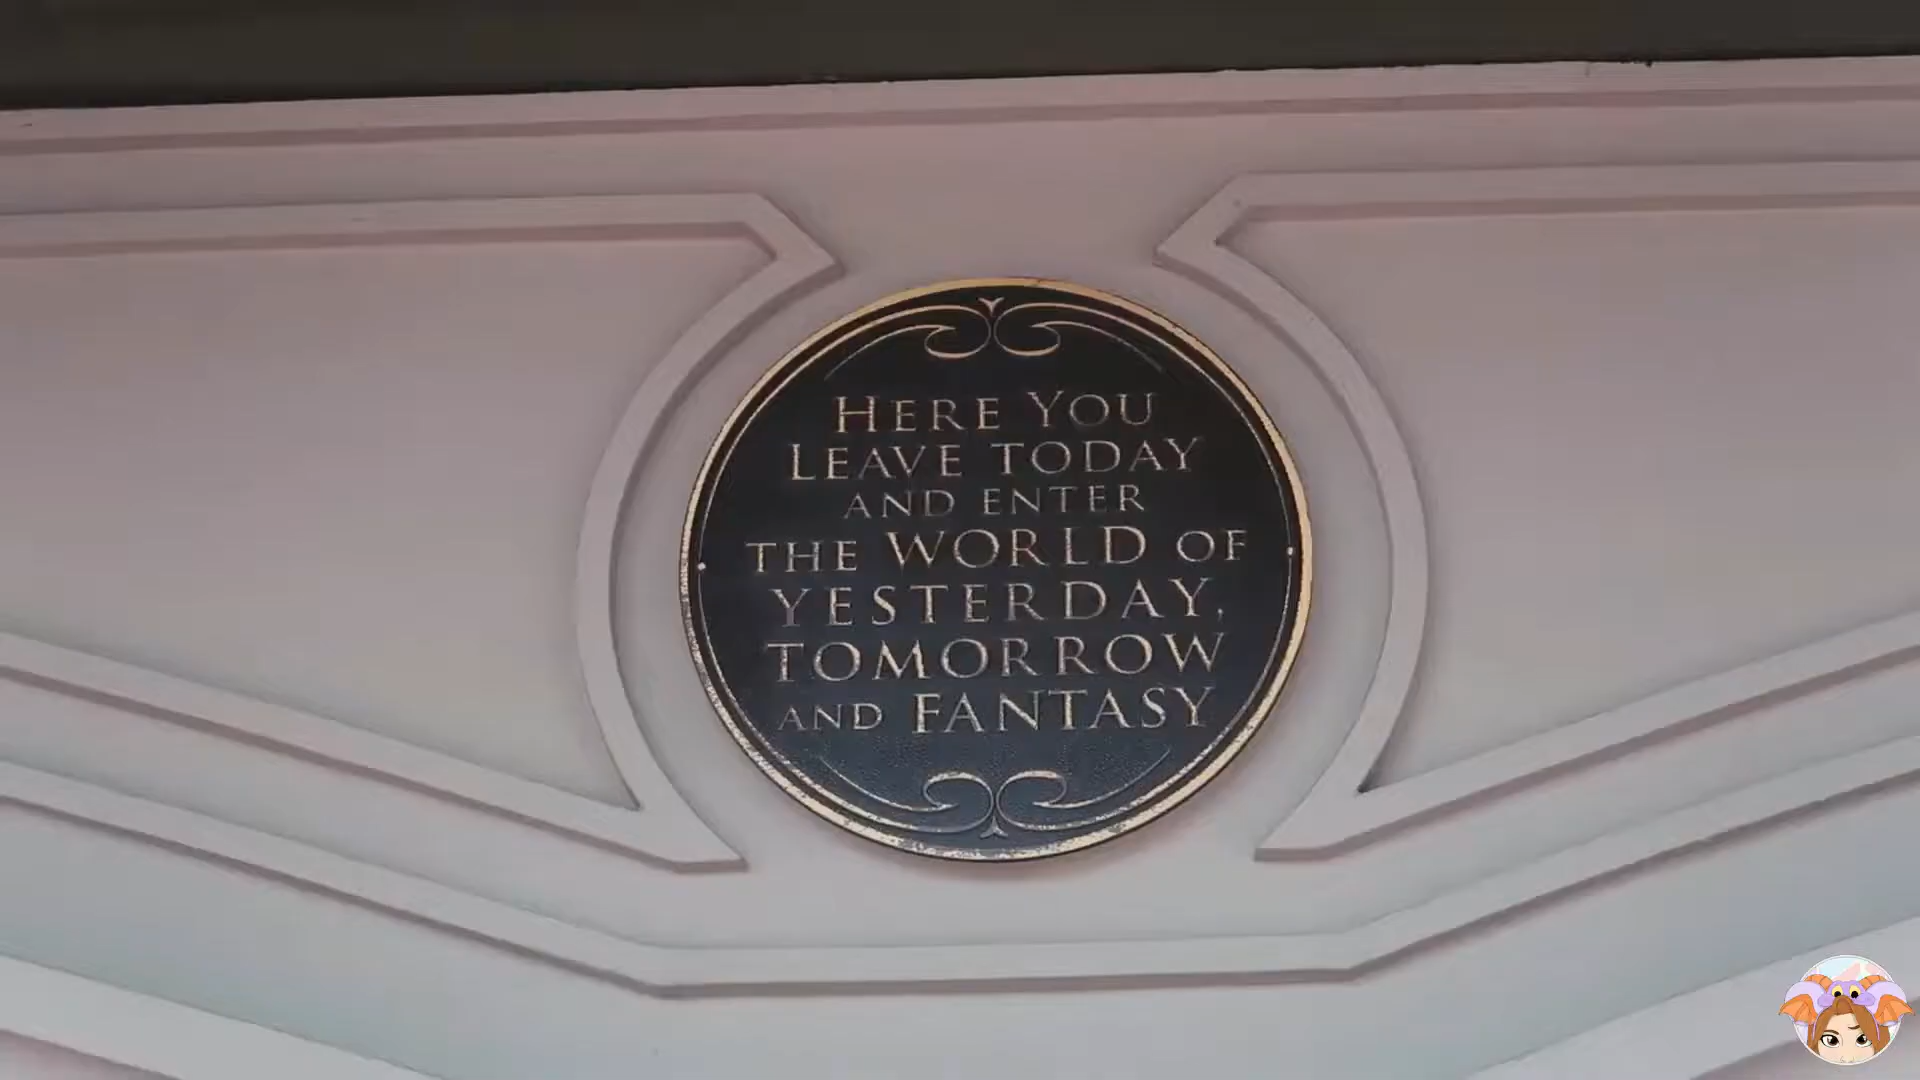 HERE YOU
LEAVE TODAY
AND ENTER
THE WORLD OF
YESTERDAY,
TOMORROW
AND FANTASY